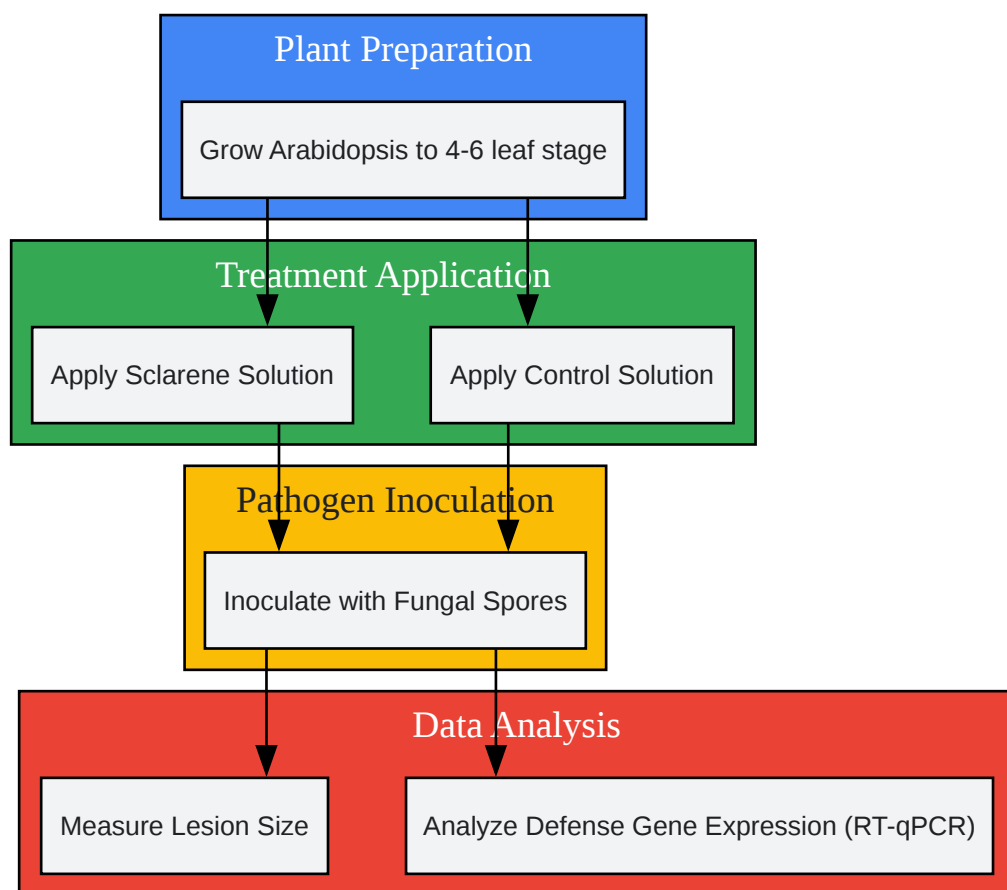 Plant Preparation
Grow Arabidopsis to 4-6 leaf stage
Treatment Application
Apply Sclarene Solution
Apply Control Solution
Pathogen Inoculation
Inoculate with Fungal Spores
Data Analysis
Measure Lesion Size
Analyze Defense Gene Expression (RT-qPCR)